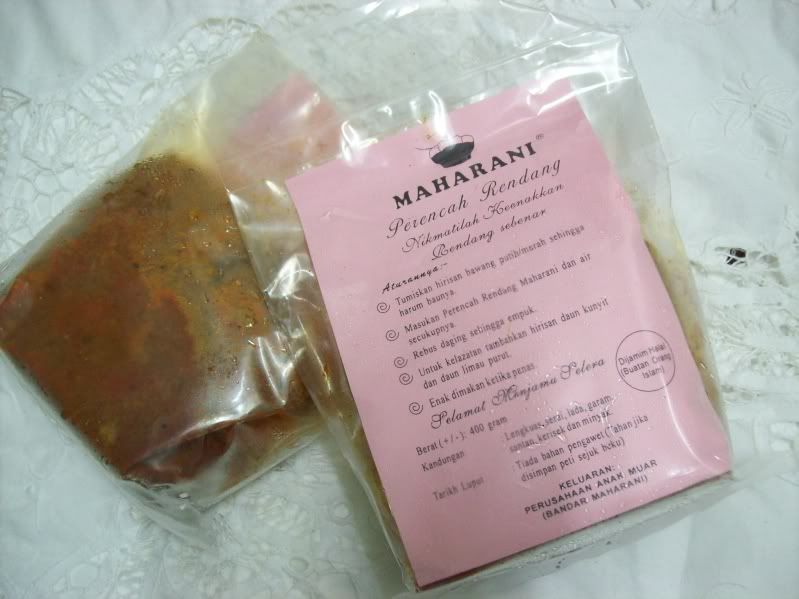 MAHARANI®
Perencah Rendang
Nikmatilah Keenakkan
Rendang sebenar
Aturannya:-
Tumiskan hirisan bawang putih/merah sehingga
harum baunya.
Masukan Perencah Rendang Maharani dan air
secukupnya.
Rebus daging sehingga empuk.
Untuk kelazatan tambahkan hirisan daun kunyit
dan daun limau purut.
Enak dimakan ketika panas.
Selamat Menjamu Selera
Dijamin Halal
(Buatan Orang
Islam)
Berat (+/-): 400 gram
Kandungan Lengkuas, serai, lada, garam,
santan, kerisek dan minyak.
Tiada bahan pengawet (Tahan jika
disimpan peti sejuk beku)
Tarikh Luput
KELUARAN:
PERUSAHAAN ANAK MUAR
(BANDAR MAHARANI)